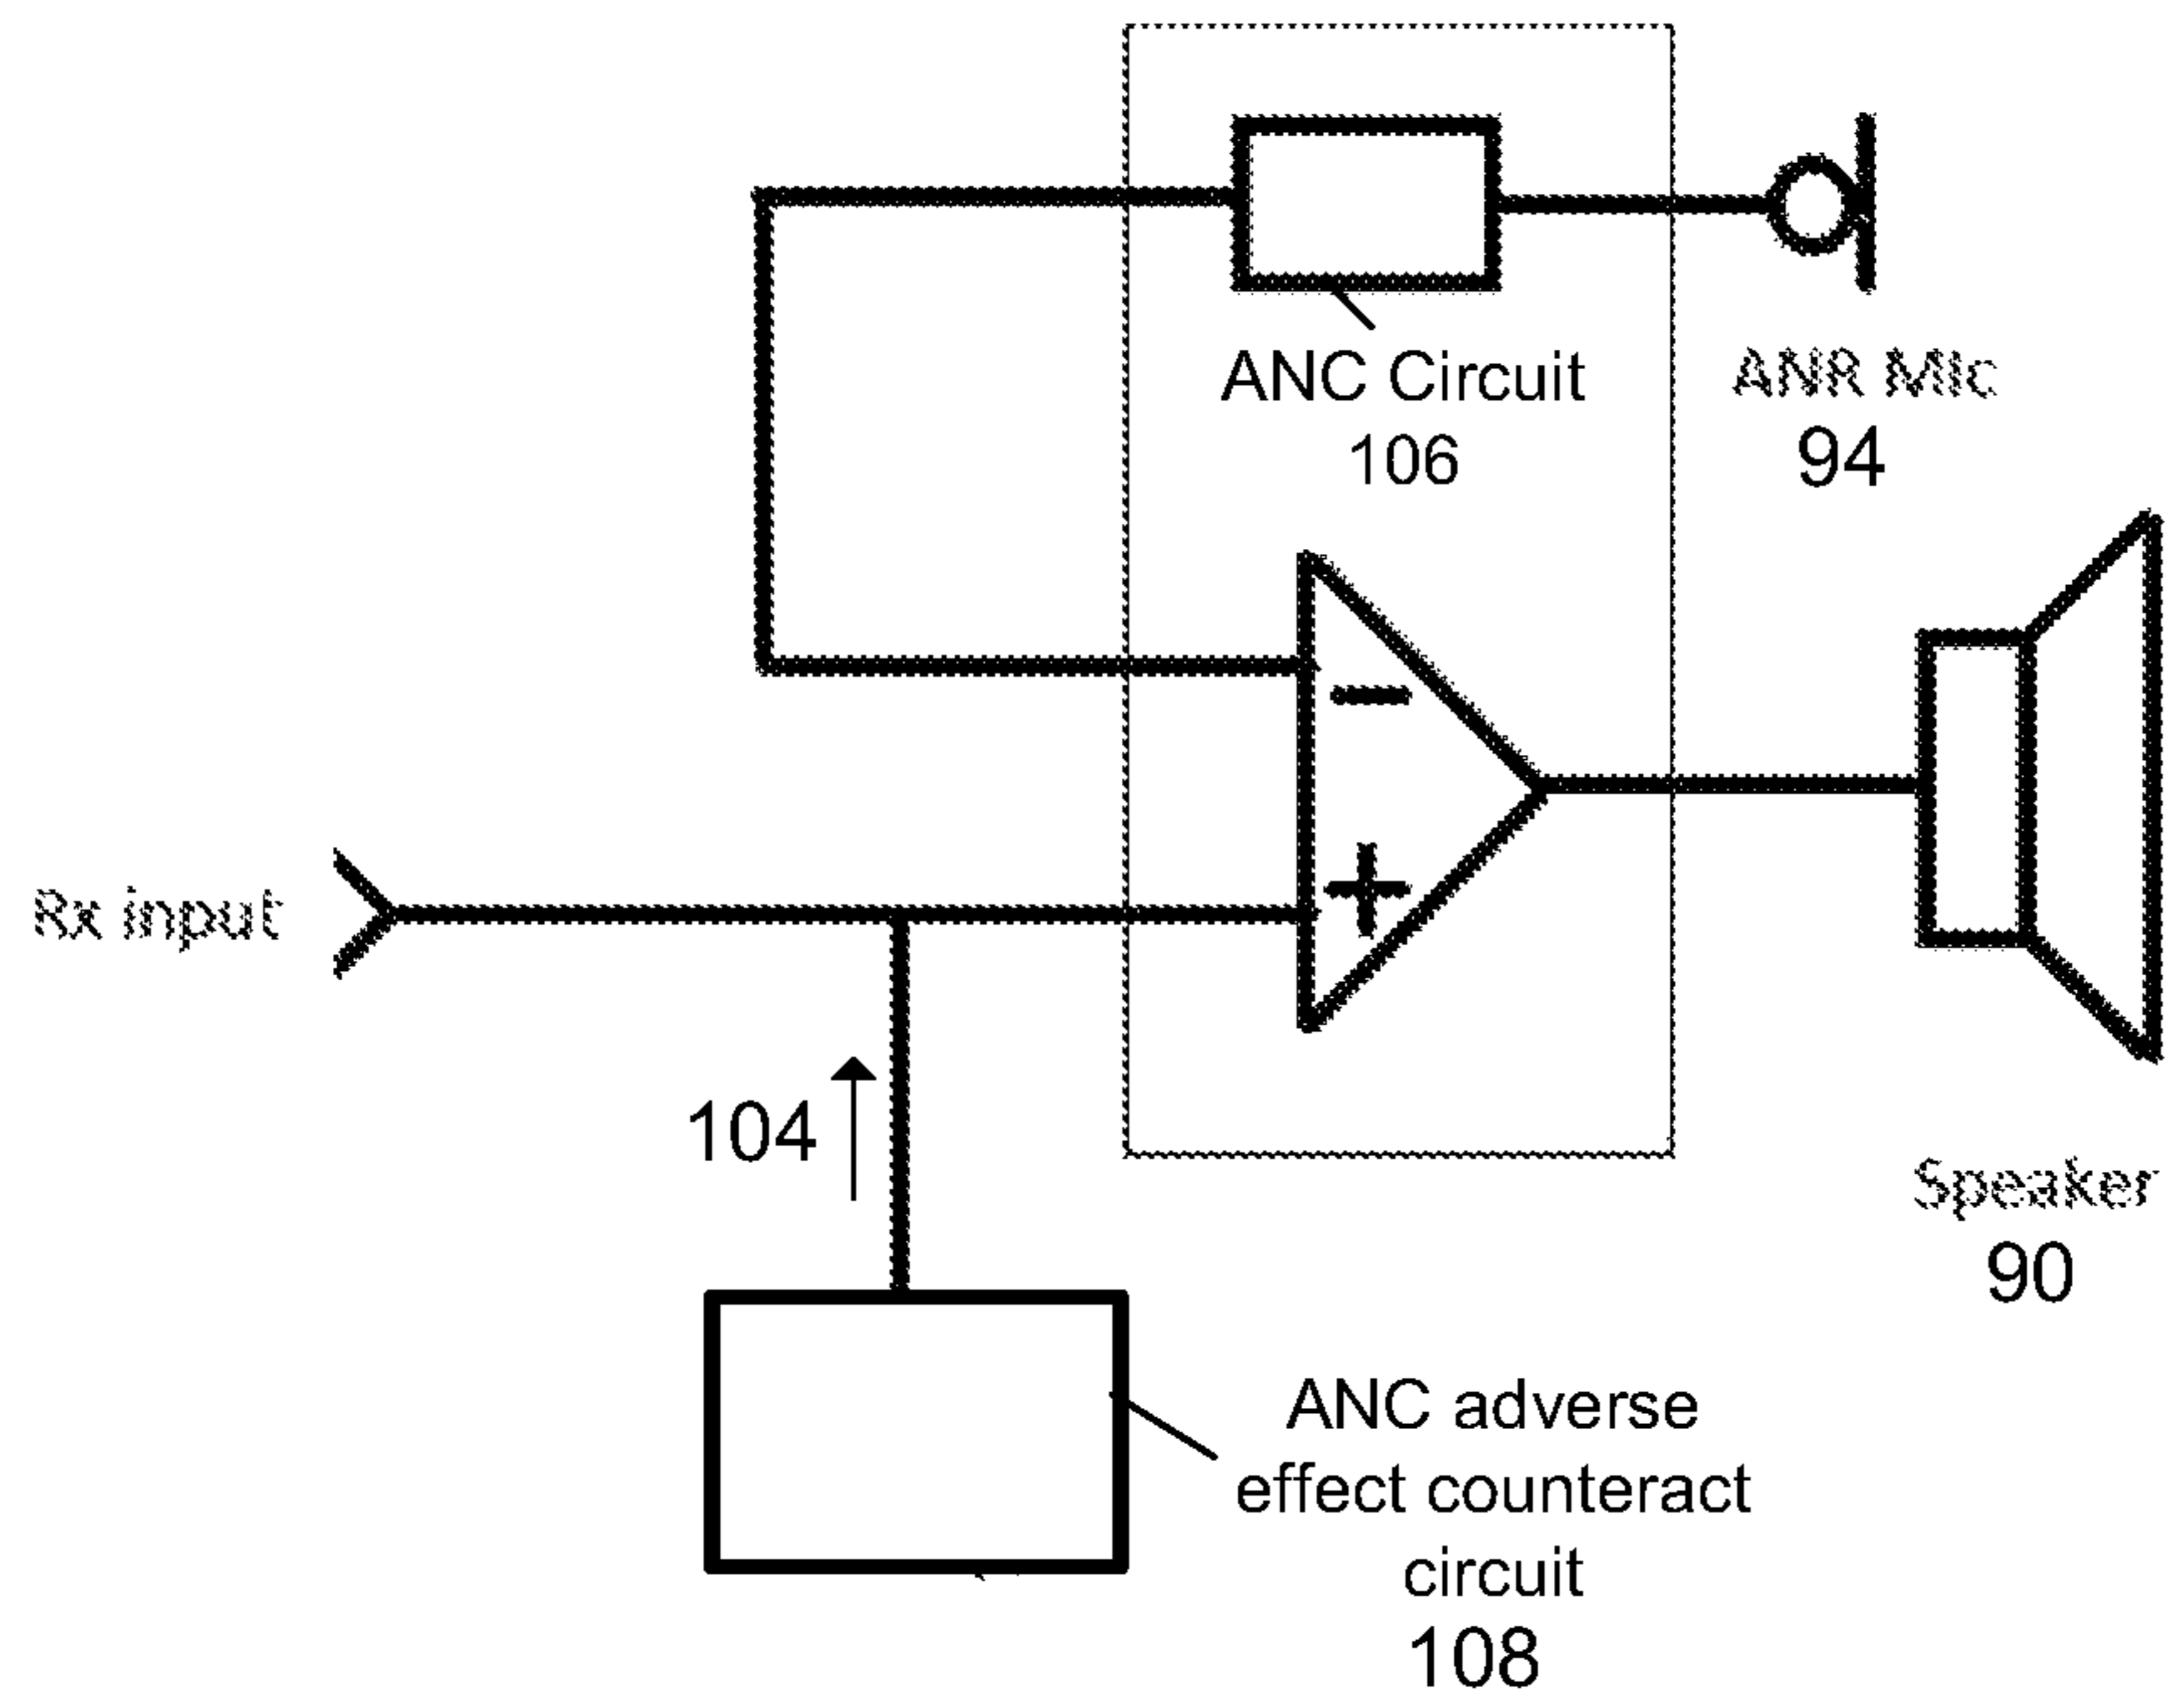 ANC Circuit
106
ANR Mic
94
-
+
Rx input
104
Speaker
90
ANC adverse
effect counteract
circuit
108